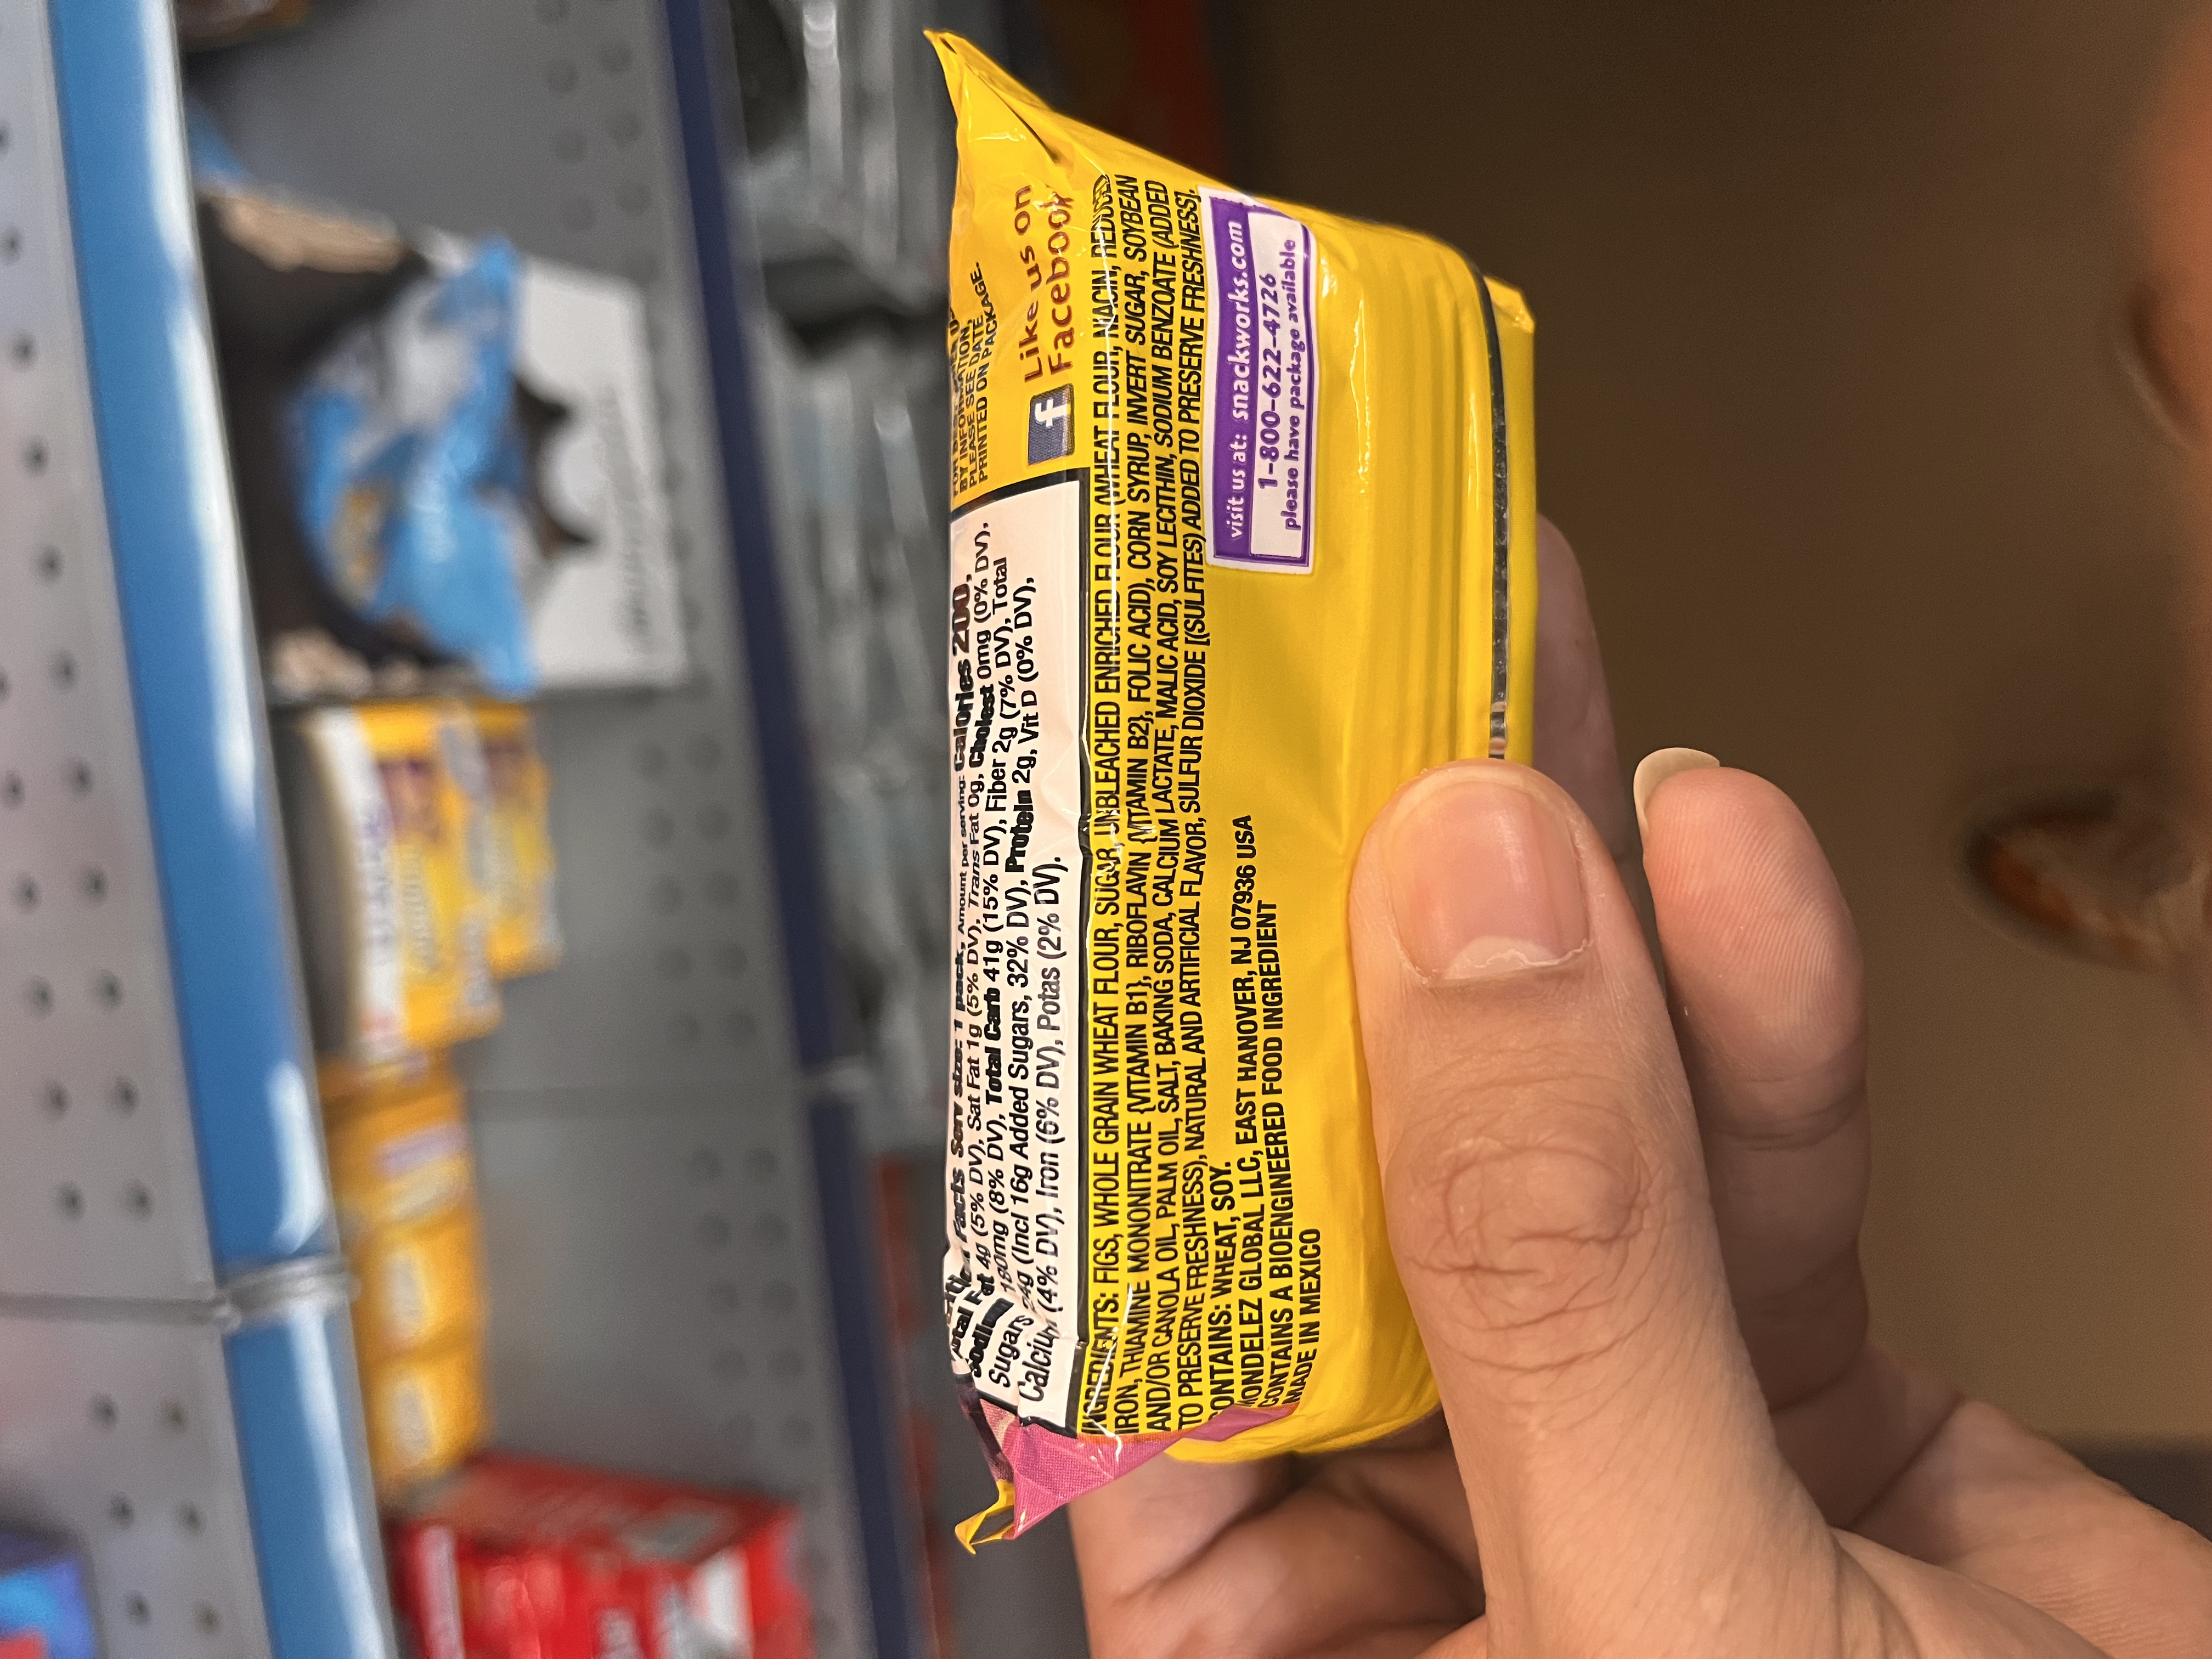 Facts Serv size: 1 pack, Amount per serving: Calories 200,
Fat 4g (5% DV), Sat Fat 1g (5% DV), Trans Fat 0g, Cholest 0mg (0% DV),
Sodium 180mg (8% DV), Total Carb 41g (15% DV), Fiber 2g (7% DV), Total
Sugars 24g (Incl 16g Added Sugars, 32% DV), Protein 2g, Vit D (0% DV),
Calcium (4% DV), Iron (6% DV), Potas (2% DV).
BY INFORMATION,
PLEASE SEE DATE
PRINTED ON PACKAGE.
f
Like us on
Facebook
INGREDIENTS: FIGS, WHOLE GRAIN WHEAT FLOUR, SUGAR, UNBLEACHED ENRICHED FLOUR (WHEAT FLOUR, NIACIN, REDUCED
IRON, THIAMINE MONONITRATE {VITAMIN B1}, RIBOFLAVIN {VITAMIN B2}, FOLIC ACID), CORN SYRUP, INVERT SUGAR, SOYBEAN
AND/OR CANOLA OIL, PALM OIL, SALT, BAKING SODA, CALCIUM LACTATE, MALIC ACID, SOY LECITHIN, SODIUM BENZOATE (ADDED
TO PRESERVE FRESHNESS), NATURAL AND ARTIFICIAL FLAVOR, SULFUR DIOXIDE [(SULFITES) ADDED TO PRESERVE FRESHNESS].
CONTAINS: WHEAT, SOY.
MONDELEZ GLOBAL LLC, EAST HANOVER, NJ 07936 USA
CONTAINS A BIOENGINEERED FOOD INGREDIENT
MADE IN MEXICO
visit us at: snackworks.com
1-800-622-4726
please have package available